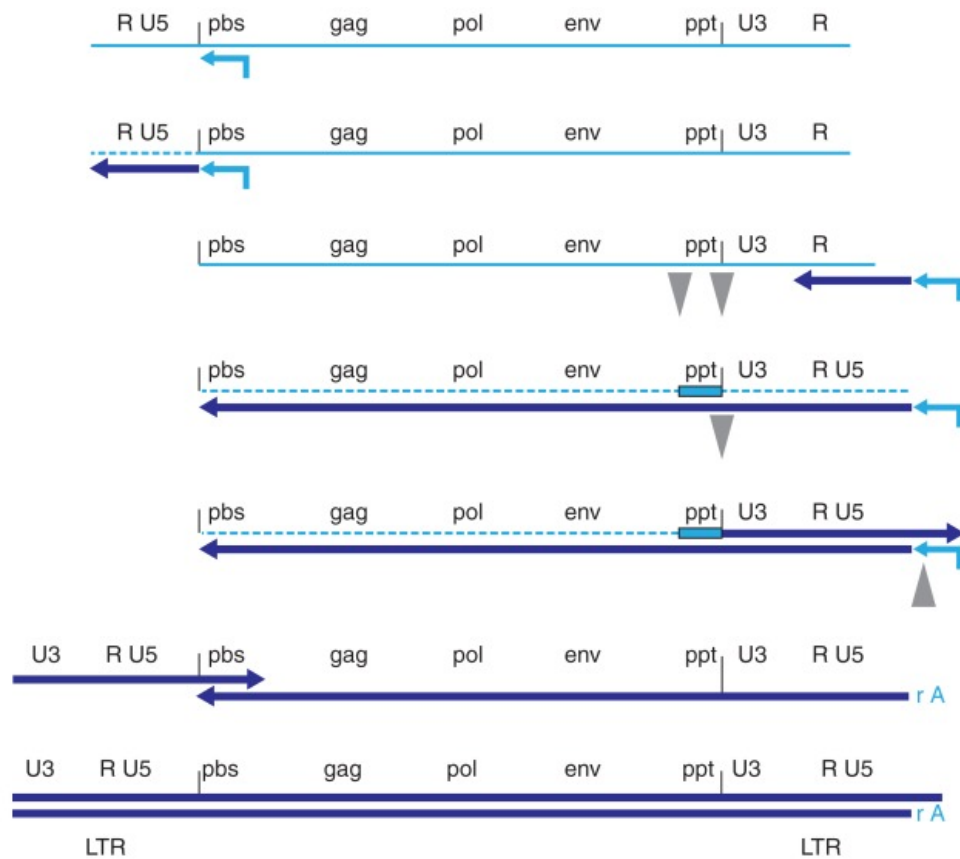 R U5 pbs gag pol env ppt U3 R
R U5 pbs gag pol env ppt U3 R
pbs gag pol env ppt U3 R
pbs gag pol env ppt U3 R U5
pbs gag pol env ppt U3 R U5
U3 R U5 pbs gag pol env ppt U3 R U5
r A
U3 R U5 pbs gag pol env ppt U3 R U5
r A
LTR LTR